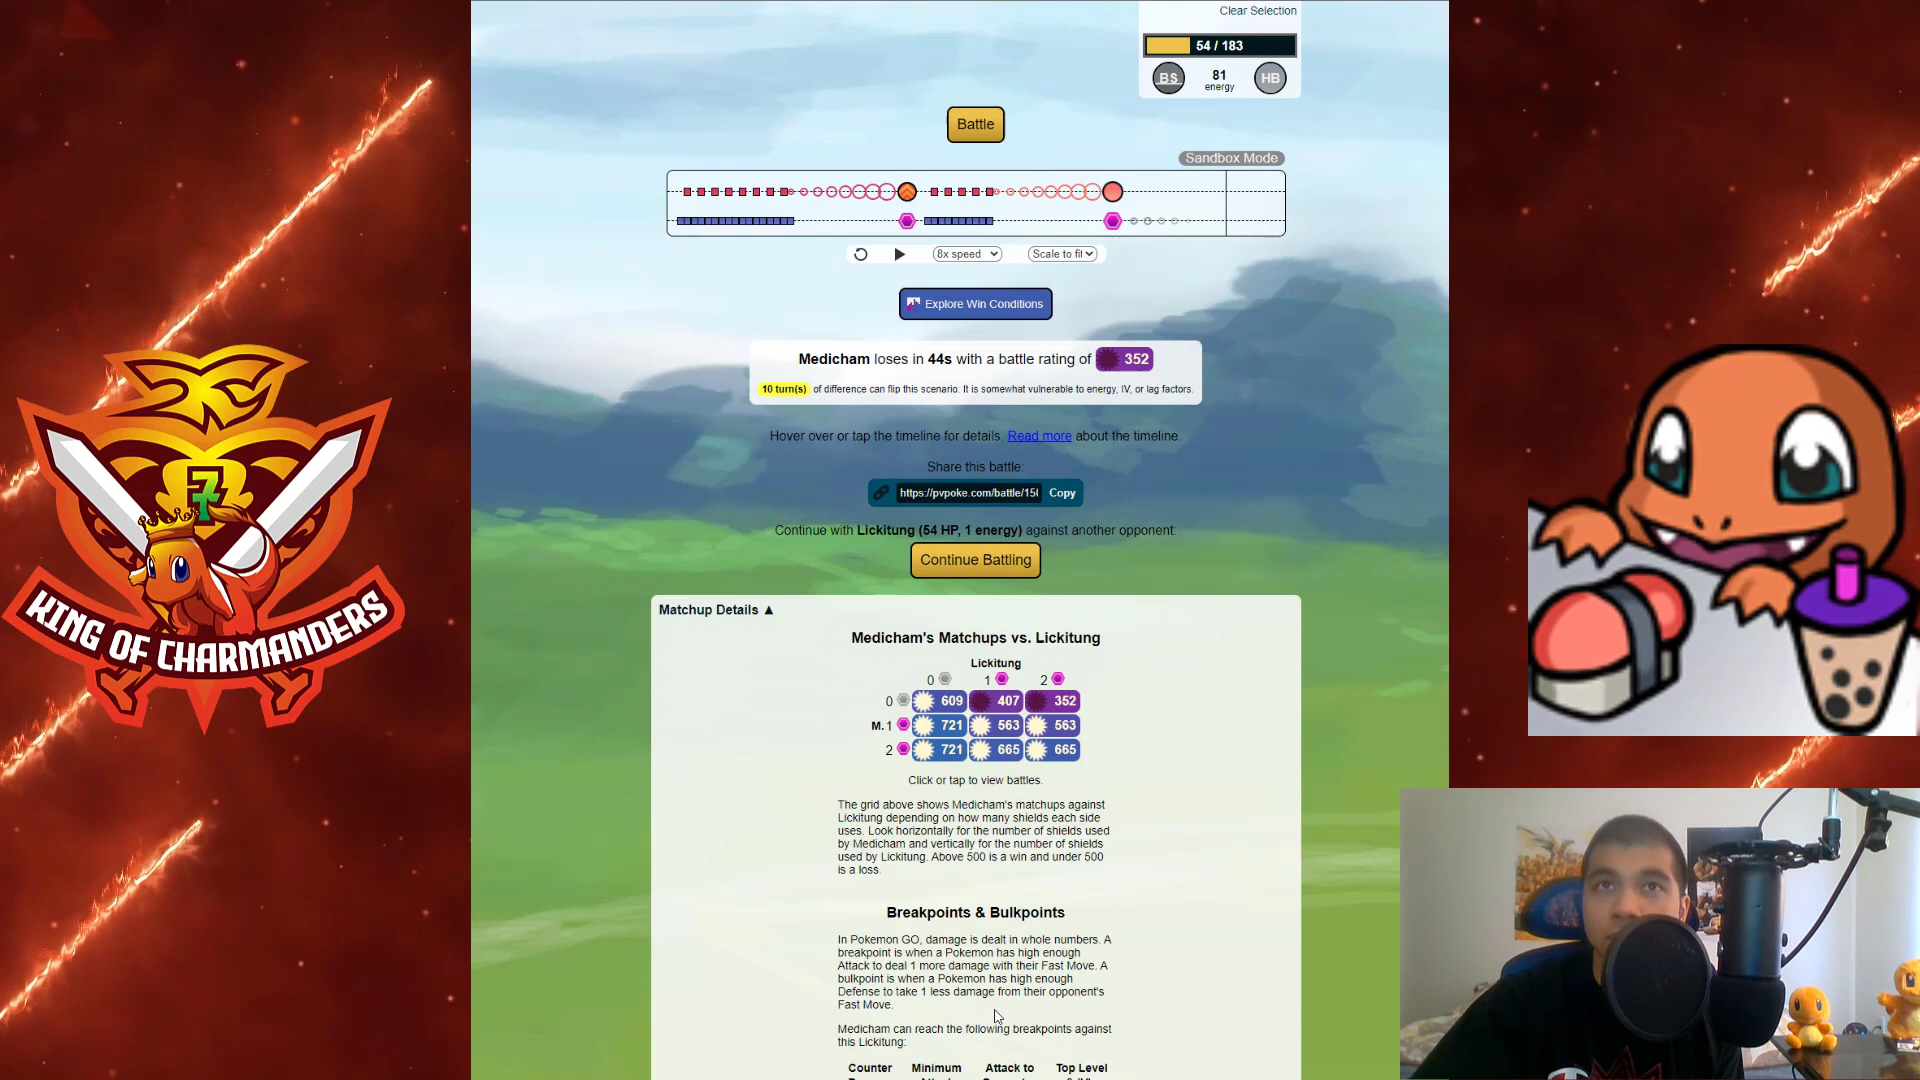 Clear Selection
54 / 183
BS
81
energy
HB
Battle
Sandbox Mode
8x speed
Scale to fit
Explore Win Conditions
Medicham loses in 44s with a battle rating of 352
10 turn(s) of difference can flip this scenario. It is somewhat vulnerable to energy, IV, or lag factors.
Hover over or tap the timeline for details. Read more about the timeline.
Share this battle:
https://pvpoke.com/battle/15 Copy
Continue with Lickitung (54 HP, 1 energy) against another opponent:
Continue Battling
Matchup Details ▲
Medicham's Matchups vs. Lickitung
Lickitung
0 1 2
0 609 407 352
M. 1 721 563 563
2 721 665 665
Click or tap to view battles.
The grid above shows Medicham's matchups against
Lickitung depending on how many shields each side
uses. Look horizontally for the number of shields used
by Medicham and vertically for the number of shields
used by Lickitung. Above 500 is a win and under 500
is a loss.
Breakpoints & Bulkpoints
In Pokemon GO, damage is dealt in whole numbers. A
breakpoint is when a Pokemon has high enough
Attack to deal 1 more damage with their Fast Move. A
bulkpoint is when a Pokemon has high enough
Defense to take 1 less damage from their opponent's
Fast Move.
Medicham can reach the following breakpoints against
this Lickitung:
Counter Minimum Attack to Top Level
7
KING OF CHARMANDERS